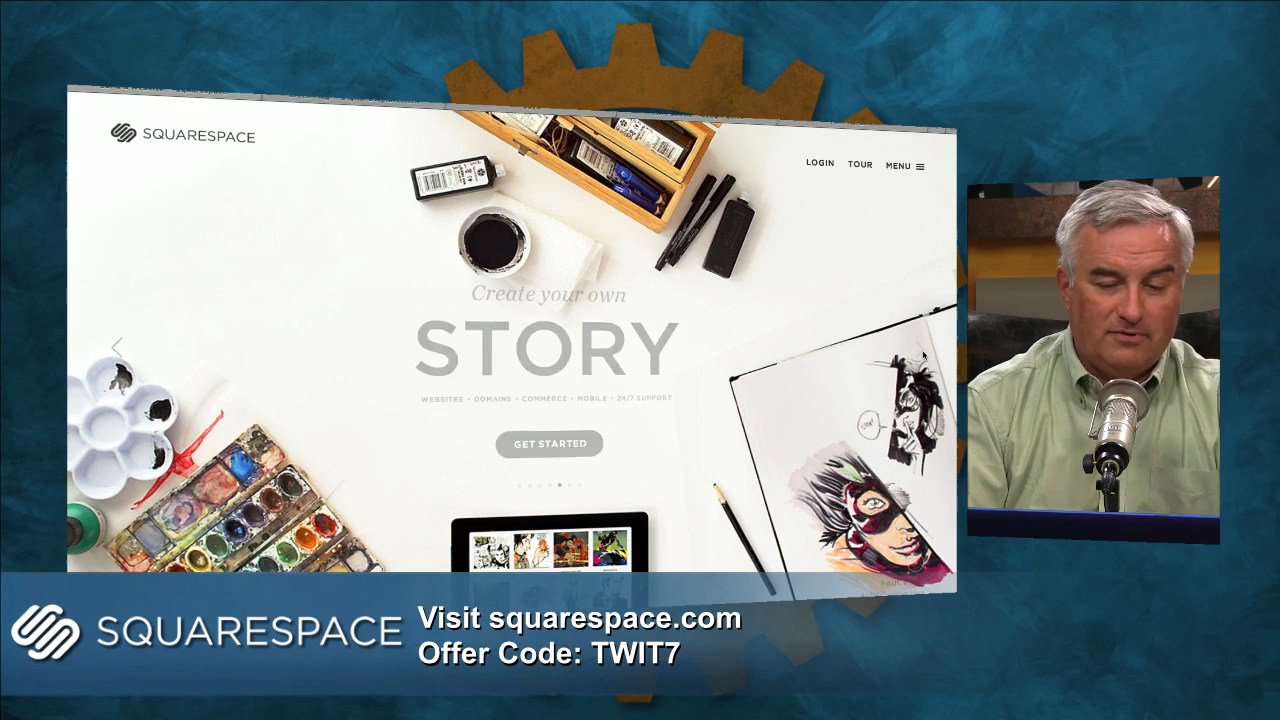 SQUARESPACE
LOGIN TOUR MENU
Create your own
STORY
WEBSITES • DOMAINS • COMMERCE • MOBILE • 24/7 SUPPORT
GET STARTED
SQUARESPACE
Visit squarespace.com
Offer Code: TWIT7